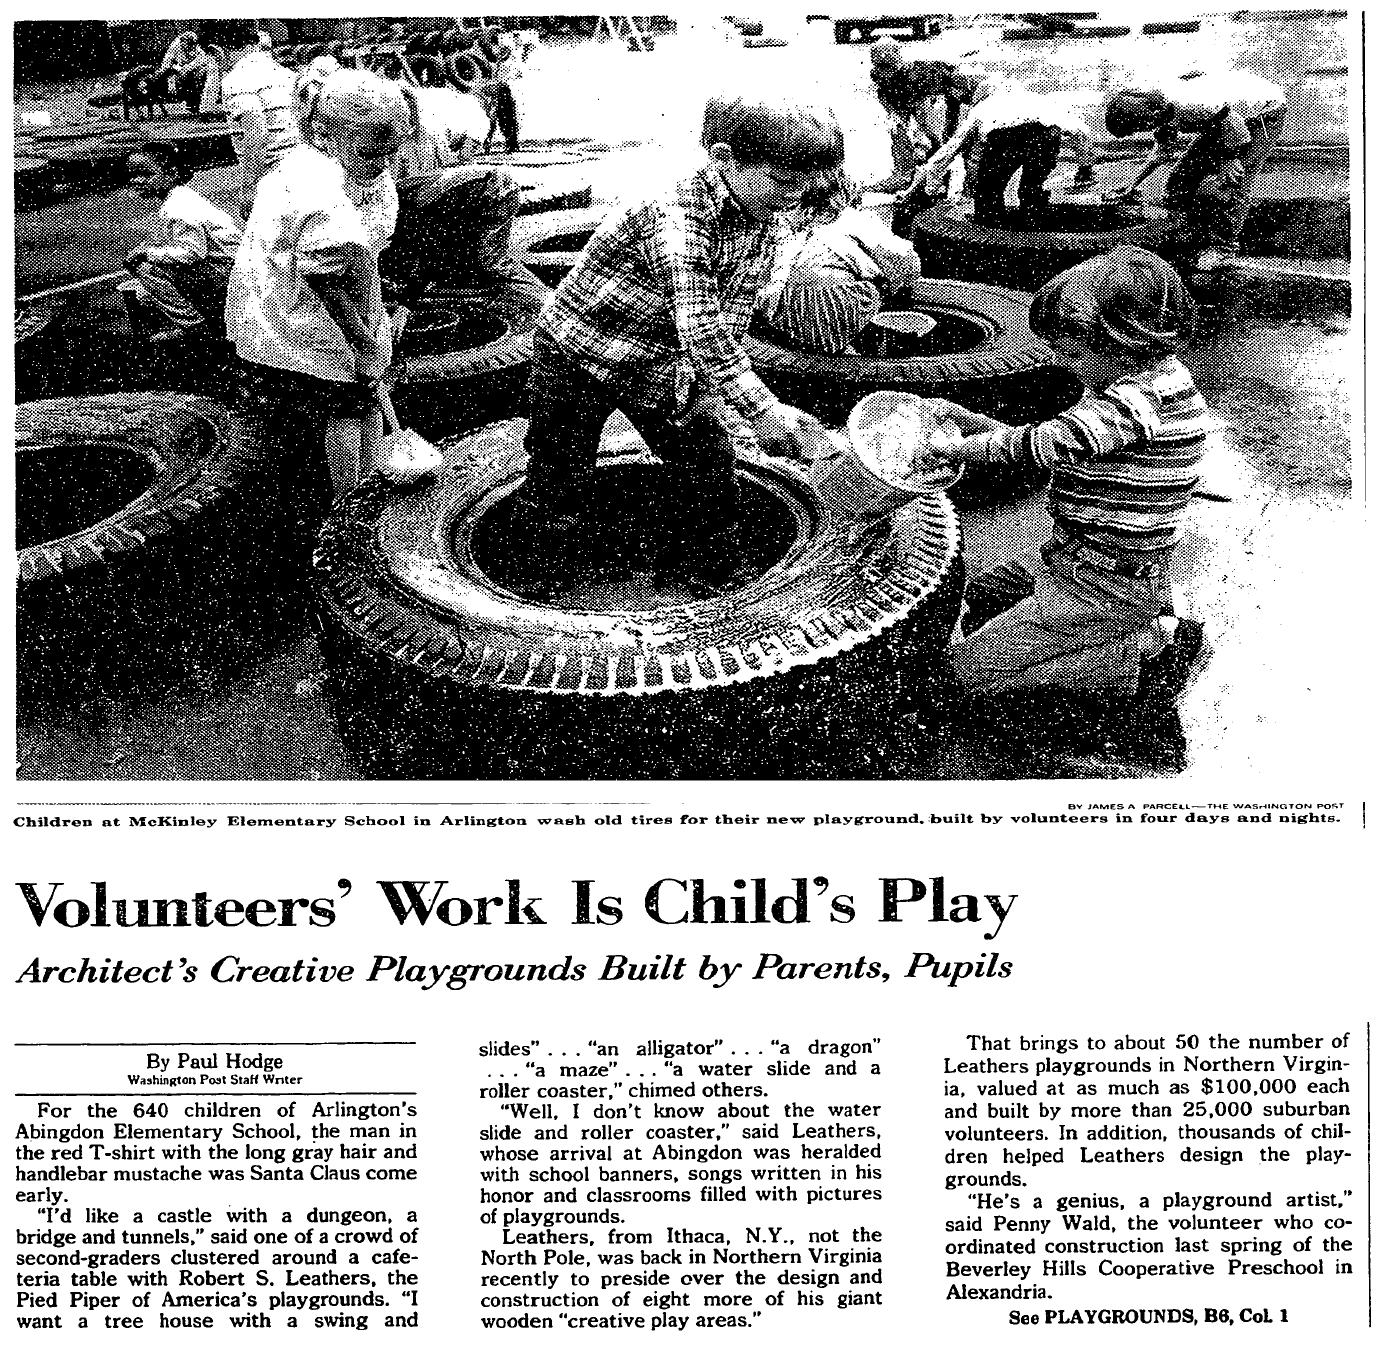 BY JAMES A. PARCELL—THE WASHINGTON POST
Children at McKinley Elementary School in Arlington wash old tires for their new playground, built by volunteers in four days and nights.
Volunteers' Work Is Child's Play
Architect's Creative Playgrounds Built by Parents, Pupils
By Paul Hodge
Washington Post Staff Writer
For the 640 children of Arlington's
Abingdon Elementary School, the man in
the red T-shirt with the long gray hair and
handlebar mustache was Santa Claus come
early.
"I'd like a castle with a dungeon, a
bridge and tunnels," said one of a crowd of
second-graders clustered around a cafe-
teria table with Robert S. Leathers, the
Pied Piper of America's playgrounds. "I
want a tree house with a swing and
slides" . . . "an alligator" . . . "a dragon"
. . . "a maze" . . . "a water slide and a
roller coaster," chimed others.
"Well, I don't know about the water
slide and roller coaster," said Leathers,
whose arrival at Abingdon was heralded
with school banners, songs written in his
honor and classrooms filled with pictures
of playgrounds.
Leathers, from Ithaca, N.Y., not the
North Pole, was back in Northern Virginia
recently to preside over the design and
construction of eight more of his giant
wooden "creative play areas."
That brings to about 50 the number of
Leathers playgrounds in Northern Virgin-
ia, valued at as much as $100,000 each
and built by more than 25,000 suburban
volunteers. In addition, thousands of chil-
dren helped Leathers design the play-
grounds.
"He's a genius, a playground artist,"
said Penny Wald, the volunteer who co-
ordinated construction last spring of the
Beverley Hills Cooperative Preschool in
Alexandria.
See PLAYGROUNDS, B6, Col. 1